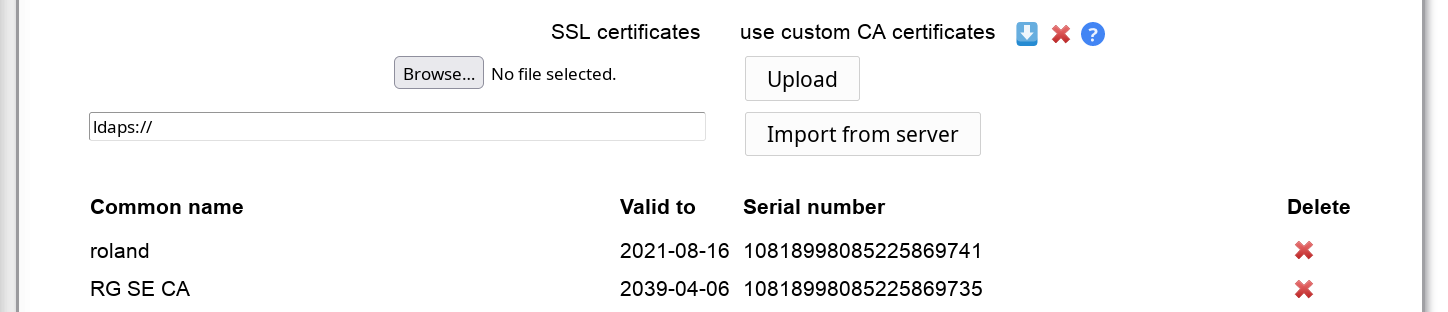 SSL certificates use custom CA certificates ?
Browse... No file selected. Upload
ldaps:// Import from server
Common name Valid to Serial number Delete
roland 2021-08-16 10818998085225869741
RG SE CA 2039-04-06 10818998085225869735